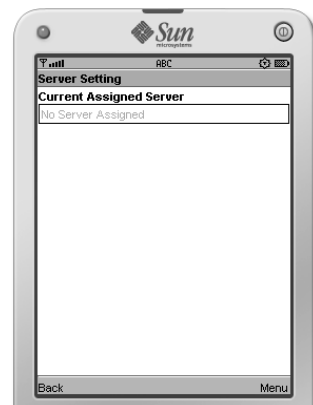 Sun
microsystems
ABC
Server Setting
Current Assigned Server
No Server Assigned
Back Menu